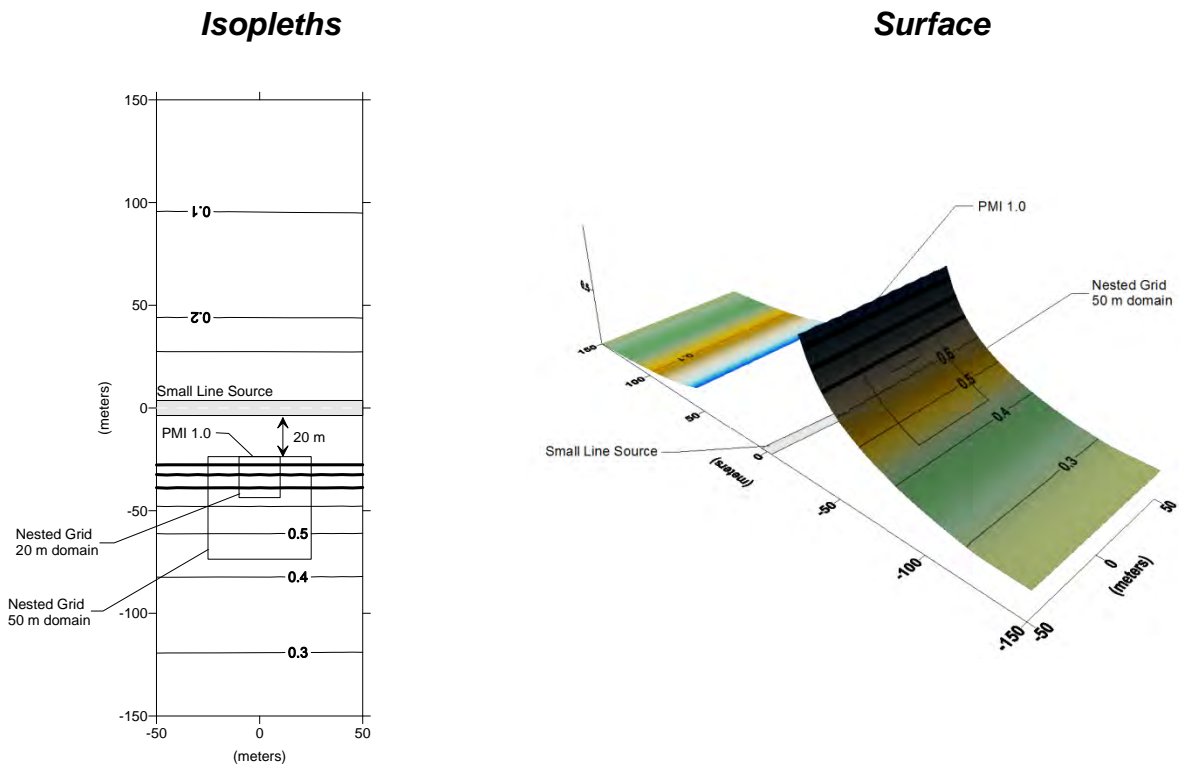 Isopleths
Surface
150
100
50
0
-50
-100
-150
-50
0
50
(meters)
(meters)
0.1
0.2
Small Line Source
PMI 1.0
20 m
0.5
0.4
0.3
Nested Grid
20 m domain
Nested Grid
50 m domain
PMI 1.0
Nested Grid
50 m domain
Small Line Source
150
100
50
0
-50
-100
-150
-50
0
50
(meters)
(meters)
0.1
0.6
0.5
0.4
0.3